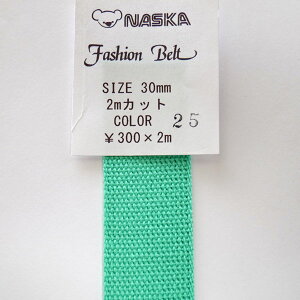 NASKA
Fashion Belt
SIZE 30mm
2mカット
COLOR 25
¥300×2m